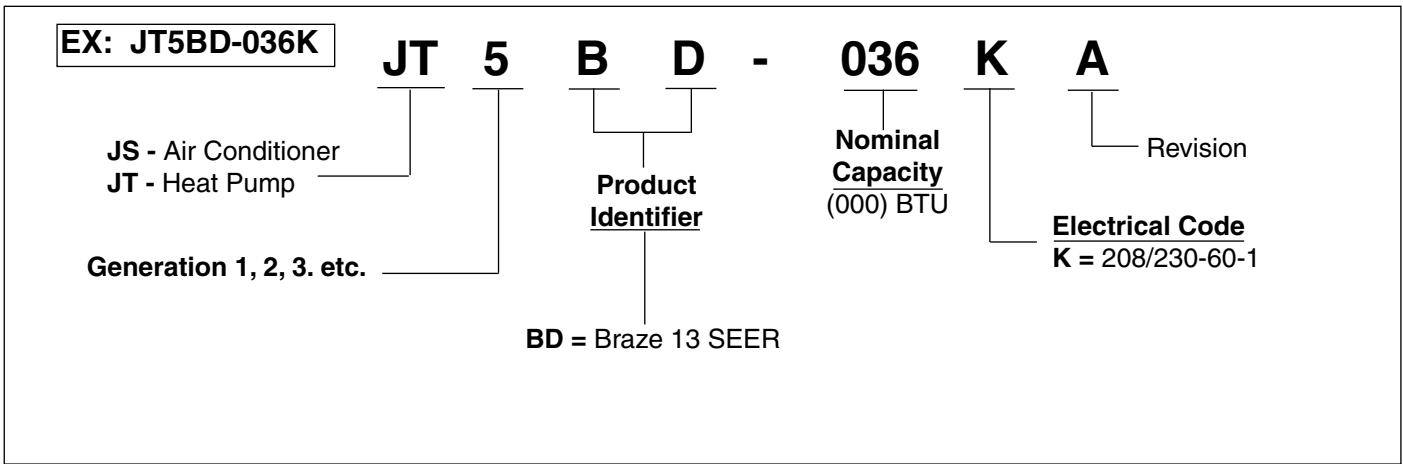 EX: JT5BD-036K
JT 5 B D - 036 K A
JS - Air Conditioner
JT - Heat Pump
Generation 1, 2, 3. etc.
Product
Identifier
BD = Braze 13 SEER
Nominal
Capacity
(000) BTU
Revision
Electrical Code
K = 208/230-60-1